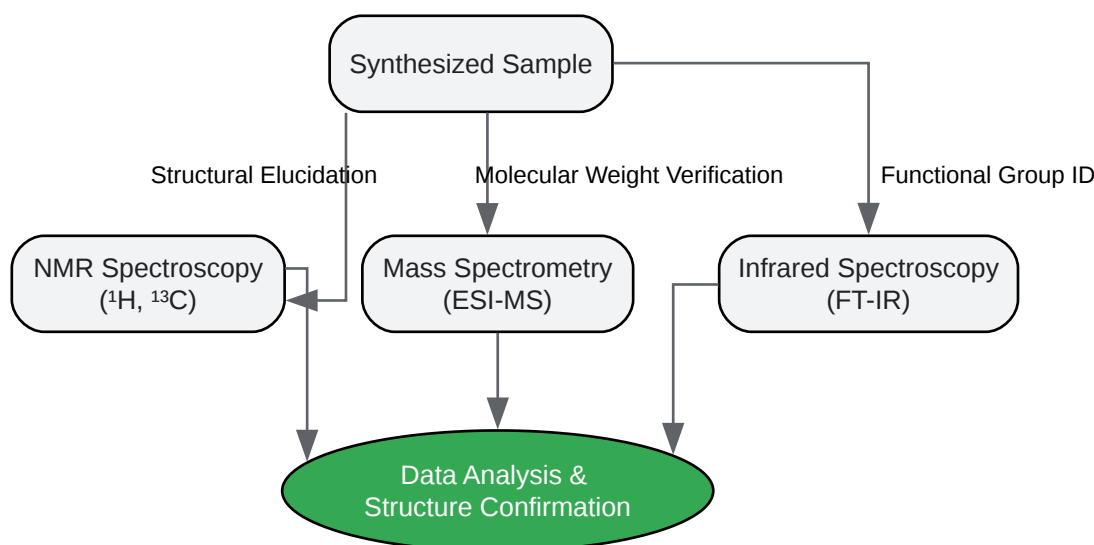 Synthesized Sample
Structural Elucidation
Molecular Weight Verification
Functional Group ID
NMR Spectroscopy
(¹H, ¹³C)
Mass Spectrometry
(ESI-MS)
Infrared Spectroscopy
(FT-IR)
Data Analysis &
Structure Confirmation